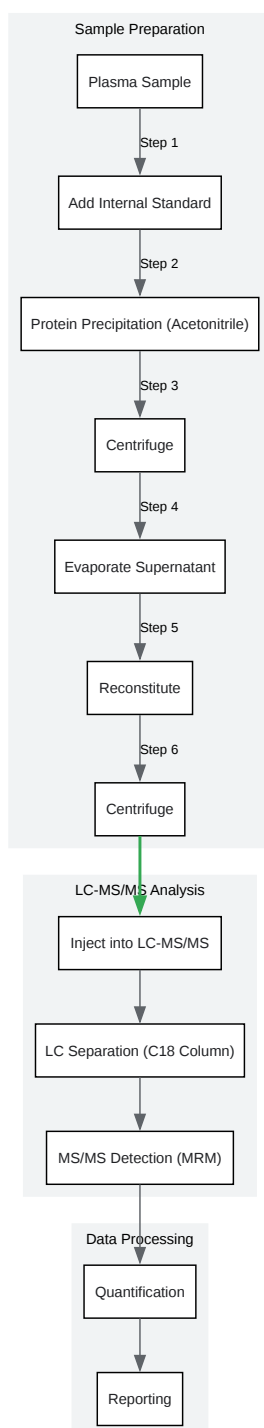 Sample Preparation
Plasma Sample
Step 1
Add Internal Standard
Step 2
Protein Precipitation (Acetonitrile)
Step 3
Centrifuge
Step 4
Evaporate Supernatant
Step 5
Reconstitute
Step 6
Centrifuge
LC-MS/MS Analysis
Inject into LC-MS/MS
LC Separation (C18 Column)
MS/MS Detection (MRM)
Data Processing
Quantification
Reporting